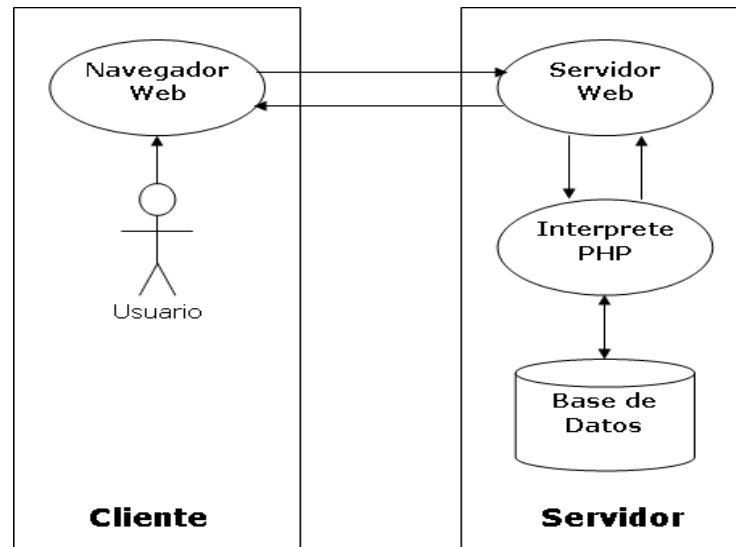 Navegador
Web
Usuario
Cliente
Servidor
Web
Interprete
PHP
Base de
Datos
Servidor